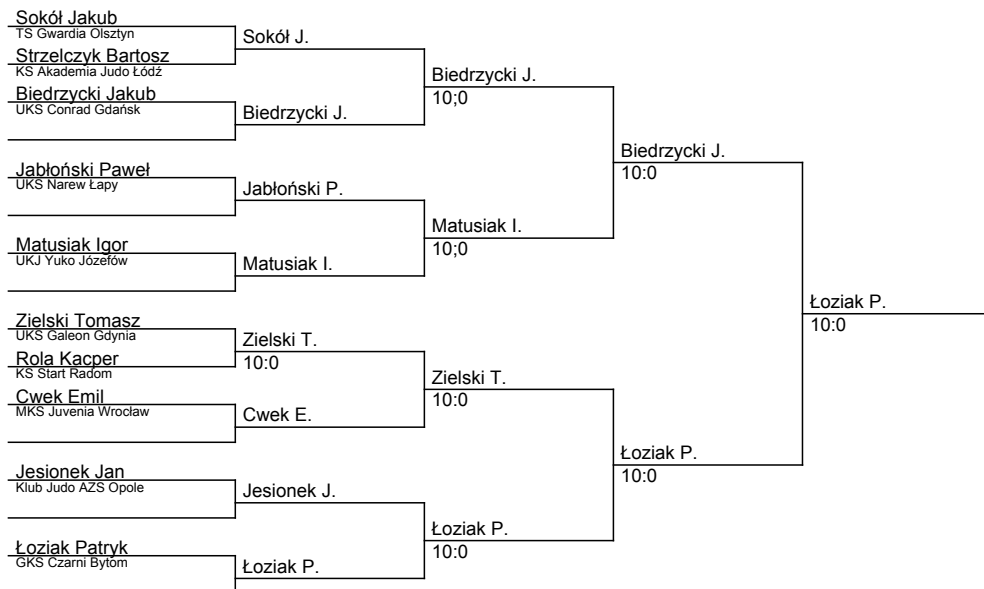 Sokół Jakub
TS Gwardia Olsztyn
Sokół J.
Strzelczyk Bartosz
KS Akademia Judo Łódź
Biedrzycki J.
10;0
Biedrzycki Jakub
UKS Conrad Gdańsk
Biedrzycki J.
Biedrzycki J.
10:0
Jabłoński Paweł
UKS Narew Łapy
Jabłoński P.
Matusiak I.
10;0
Matusiak Igor
UKJ Yuko Józefów
Matusiak I.
Łoziak P.
10:0
Zielski Tomasz
UKS Galeon Gdynia
Zielski T.
10:0
Rola Kacper
KS Start Radom
Zielski T.
10:0
Cwek Emil
MKS Juvenia Wrocław
Cwek E.
Łoziak P.
10:0
Jesionek Jan
Klub Judo AZS Opole
Jesionek J.
Łoziak P.
10:0
Łoziak Patryk
GKS Czarni Bytom
Łoziak P.